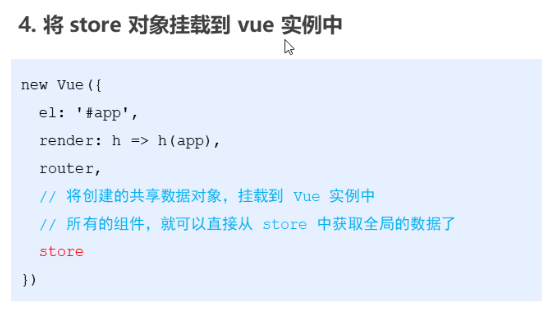 4. 将 store 对象挂载到 vue 实例中
new Vue({
  el: '#app',
  render: h => h(app),
  router,
  // 将创建的共享数据对象，挂载到 Vue 实例中
  // 所有的组件，就可以直接从 store 中获取全局的数据了
  store
})